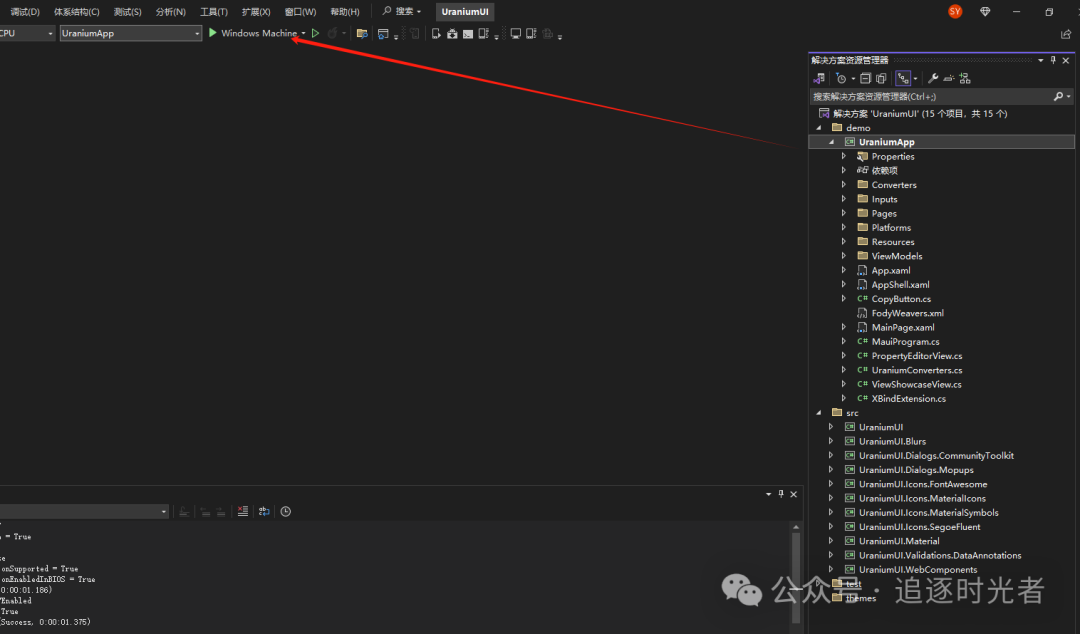 调试(D) 体系结构(C) 测试(S) 分析(N) 工具(T) 扩展(X) 窗口(W) 帮助(H) 搜索 UraniumUI SY
CPU UraniumApp Windows Machine
解决方案资源管理器
搜索解决方案资源管理器(Ctrl+;)
解决方案 'UraniumUI' (15 个项目，共 15 个)
demo
UraniumApp
Properties
依赖项
Converters
Inputs
Pages
Platforms
Resources
ViewModels
App.xaml
AppShell.xaml
C# CopyButton.cs
FodyWeavers.xml
MainPage.xaml
C# MauiProgram.cs
C# PropertyEditorView.cs
C# UraniumConverters.cs
C# ViewShowcaseView.cs
C# XBindExtension.cs
src
UraniumUI
UraniumUI.Blurs
UraniumUI.Dialogs.CommunityToolkit
UraniumUI.Dialogs.Mopups
UraniumUI.Icons.FontAwesome
UraniumUI.Icons.MaterialIcons
UraniumUI.Icons.MaterialSymbols
UraniumUI.Icons.SegoeFluent
UraniumUI.Material
UraniumUI.Validations.DataAnnotations
UraniumUI.WebComponents
test
themes
= True
onSupported = True
onEnabledInBIOS = True
0:00:01.186)
Enabled
True
Success, 0:00:01.375)
公众号 · 追逐时光者